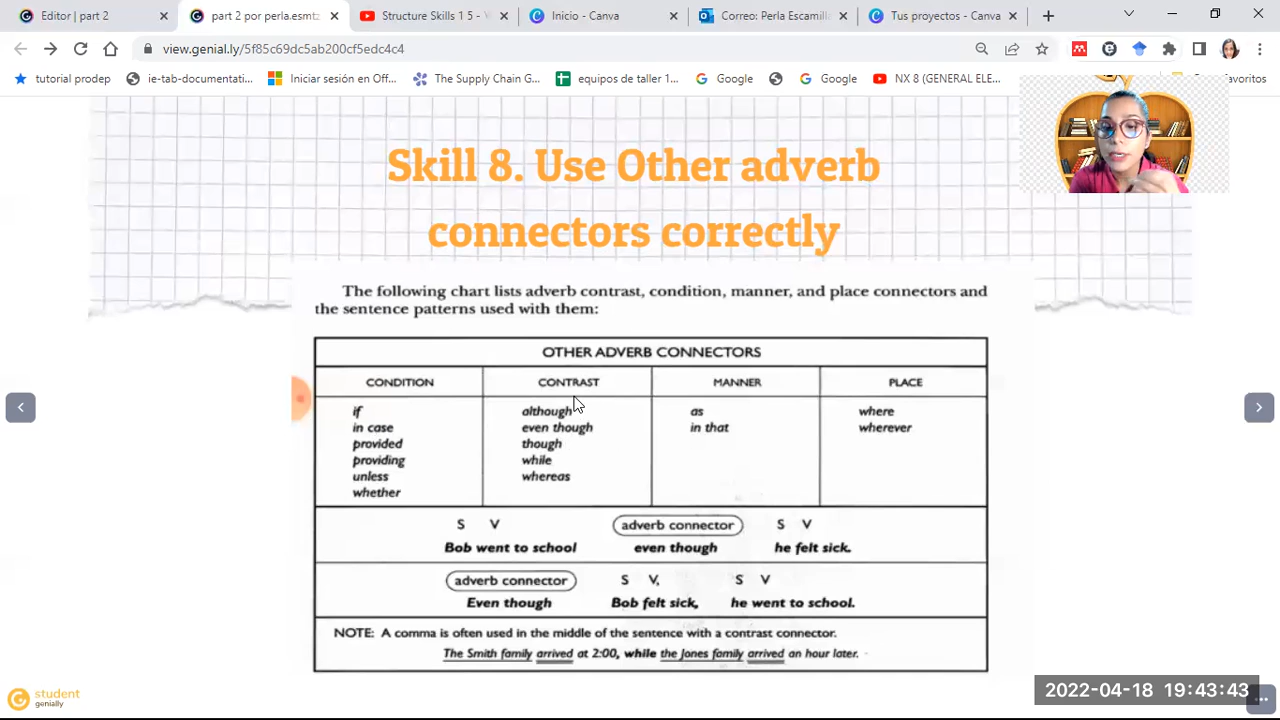 Editor | part 2
part 2 por perla.esmt:
Structure Skill 1 5 - V
Inicio - Canva
Correo: Perla Escamilla
Tus proyectos - Canva
view.genial.ly/5f85c69dc5ab200cf5edc4c4
tutorial prodep
ie-tab-documentati...
Iniciar sesión en Off...
The Supply Chain G...
equipos de taller 1...
Google
Google
NX 8 (GENERAL ELE...
Skill 8. Use Other adverb
connectors correctly
The following chart lists adverb contrast, condition, manner, and place connectors and
the sentence patterns used with them:
OTHER ADVERB CONNECTORS
CONDITION CONTRAST MANNER PLACE
if although as where
in case even though in that wherever
provided though
providing while
unless whereas
whether
S V adverb connector S V
Bob went to school even though he felt sick.
adverb connector S V, S V
Even though Bob felt sick, he went to school.
NOTE: A comma is often used in the middle of the sentence with a contrast connector.
The Smith family arrived at 2:00, while the Jones family arrived an hour later.
student
genially
2022-04-18 19:43:43